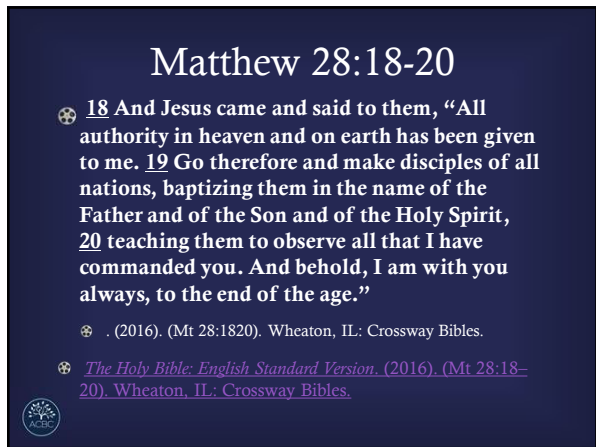 Matthew 28:18-20
18 And Jesus came and said to them, “All
authority in heaven and on earth has been given
to me. 19 Go therefore and make disciples of all
nations, baptizing them in the name of the
Father and of the Son and of the Holy Spirit,
20 teaching them to observe all that I have
commanded you. And behold, I am with you
always, to the end of the age.”
. (2016). (Mt 28:1820). Wheaton, IL: Crossway Bibles.
The Holy Bible: English Standard Version. (2016). (Mt 28:18–
20). Wheaton, IL: Crossway Bibles.
ACBC